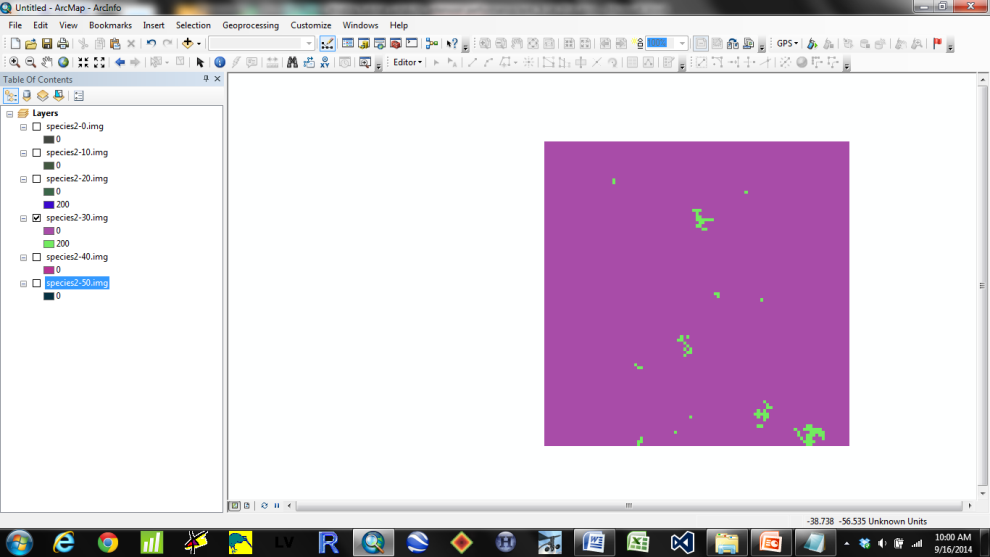 Untitled - ArcMap - ArcInfo
File Edit View Bookmarks Insert Selection Geoprocessing Customize Windows Help
GPS
Editor
Table Of Contents
Layers
species2-0.img
0
species2-10.img
0
species2-20.img
0
200
species2-30.img
0
200
species2-40.img
0
species2-50.img
0
-38.738 -56.535 Unknown Units
LV
R
H
10:00 AM
9/16/2014